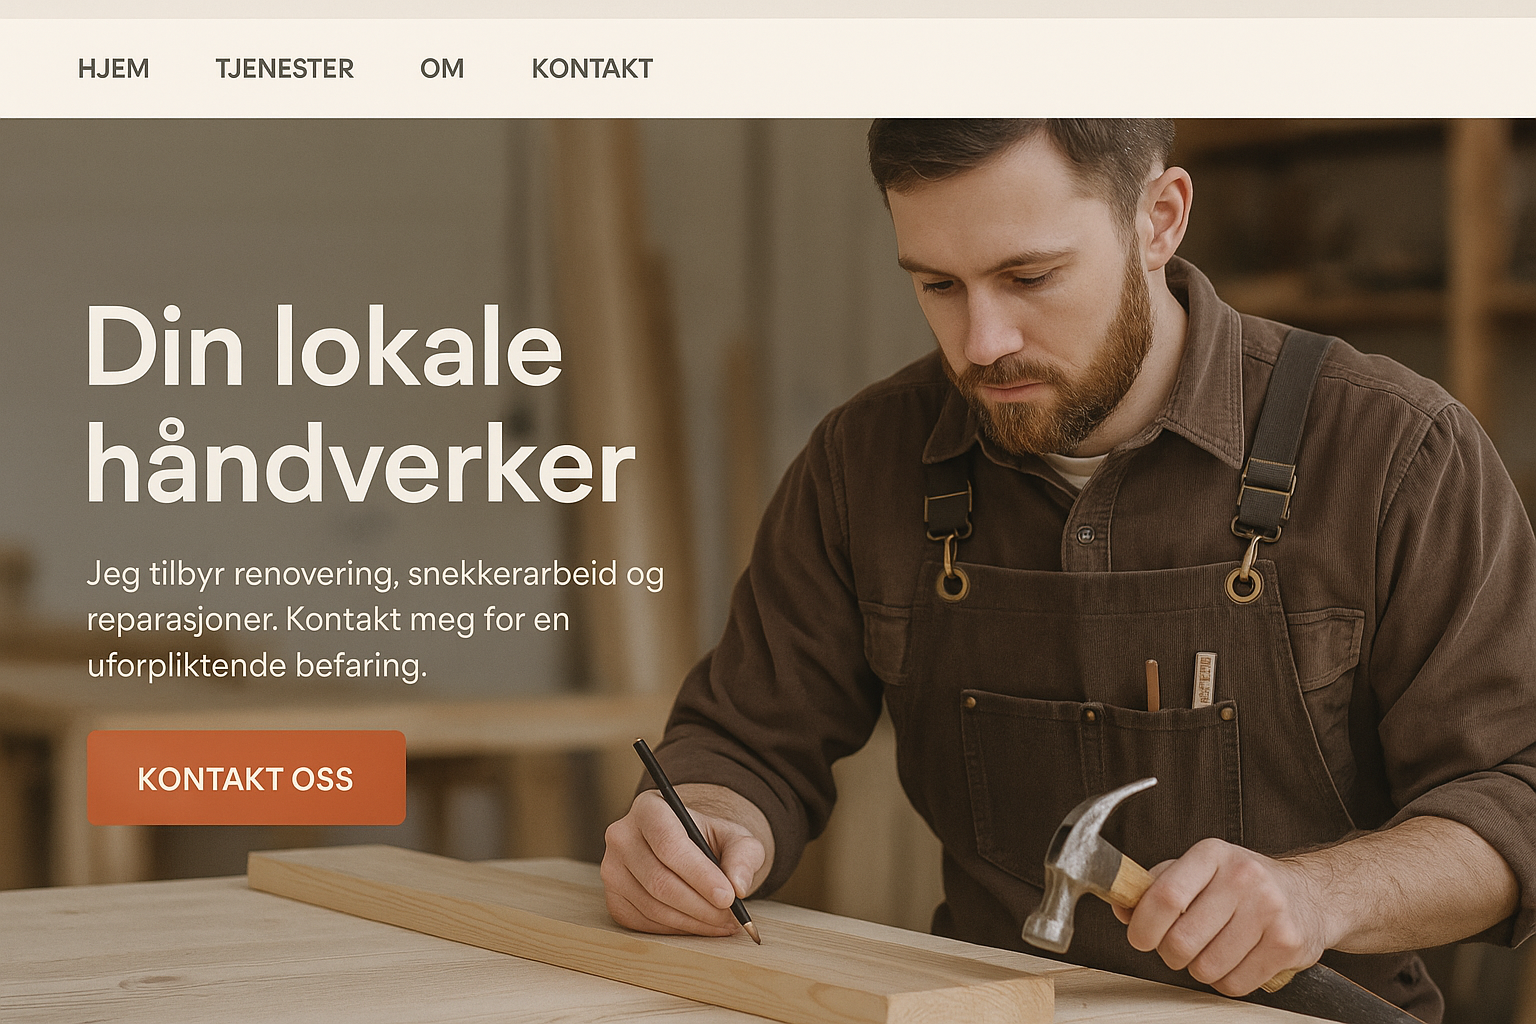 HJEM TJENESTER OM KONTAKT
Din lokale
håndverker
Jeg tilbyr renovering, snekkerarbeid og
reparasjoner. Kontakt meg for en
uforpliktende befaring.
KONTAKT OSS